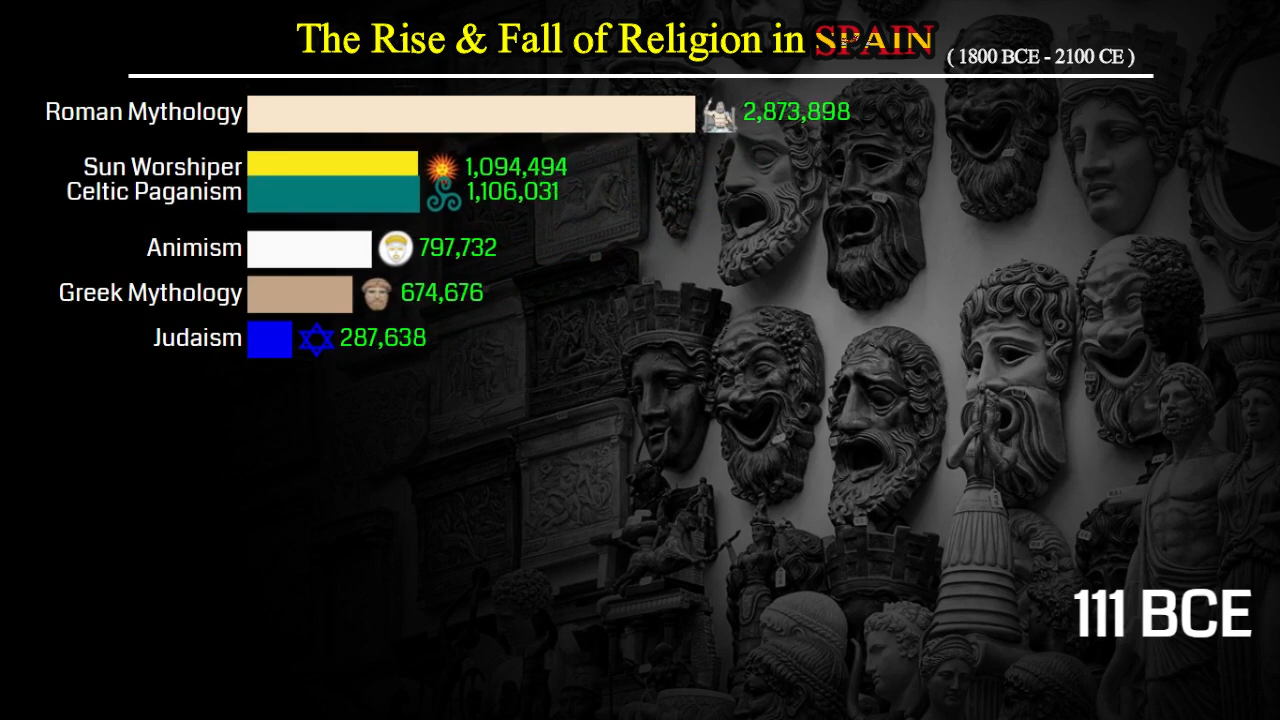 The Rise & Fall of Religion in SPAIN ( 1800 BCE - 2100 CE )
Roman Mythology 2,873,898
Sun Worshiper 1,094,494
Celtic Paganism 1,106,031
Animism 797,732
Greek Mythology 674,676
Judaism 287,638
111 BCE